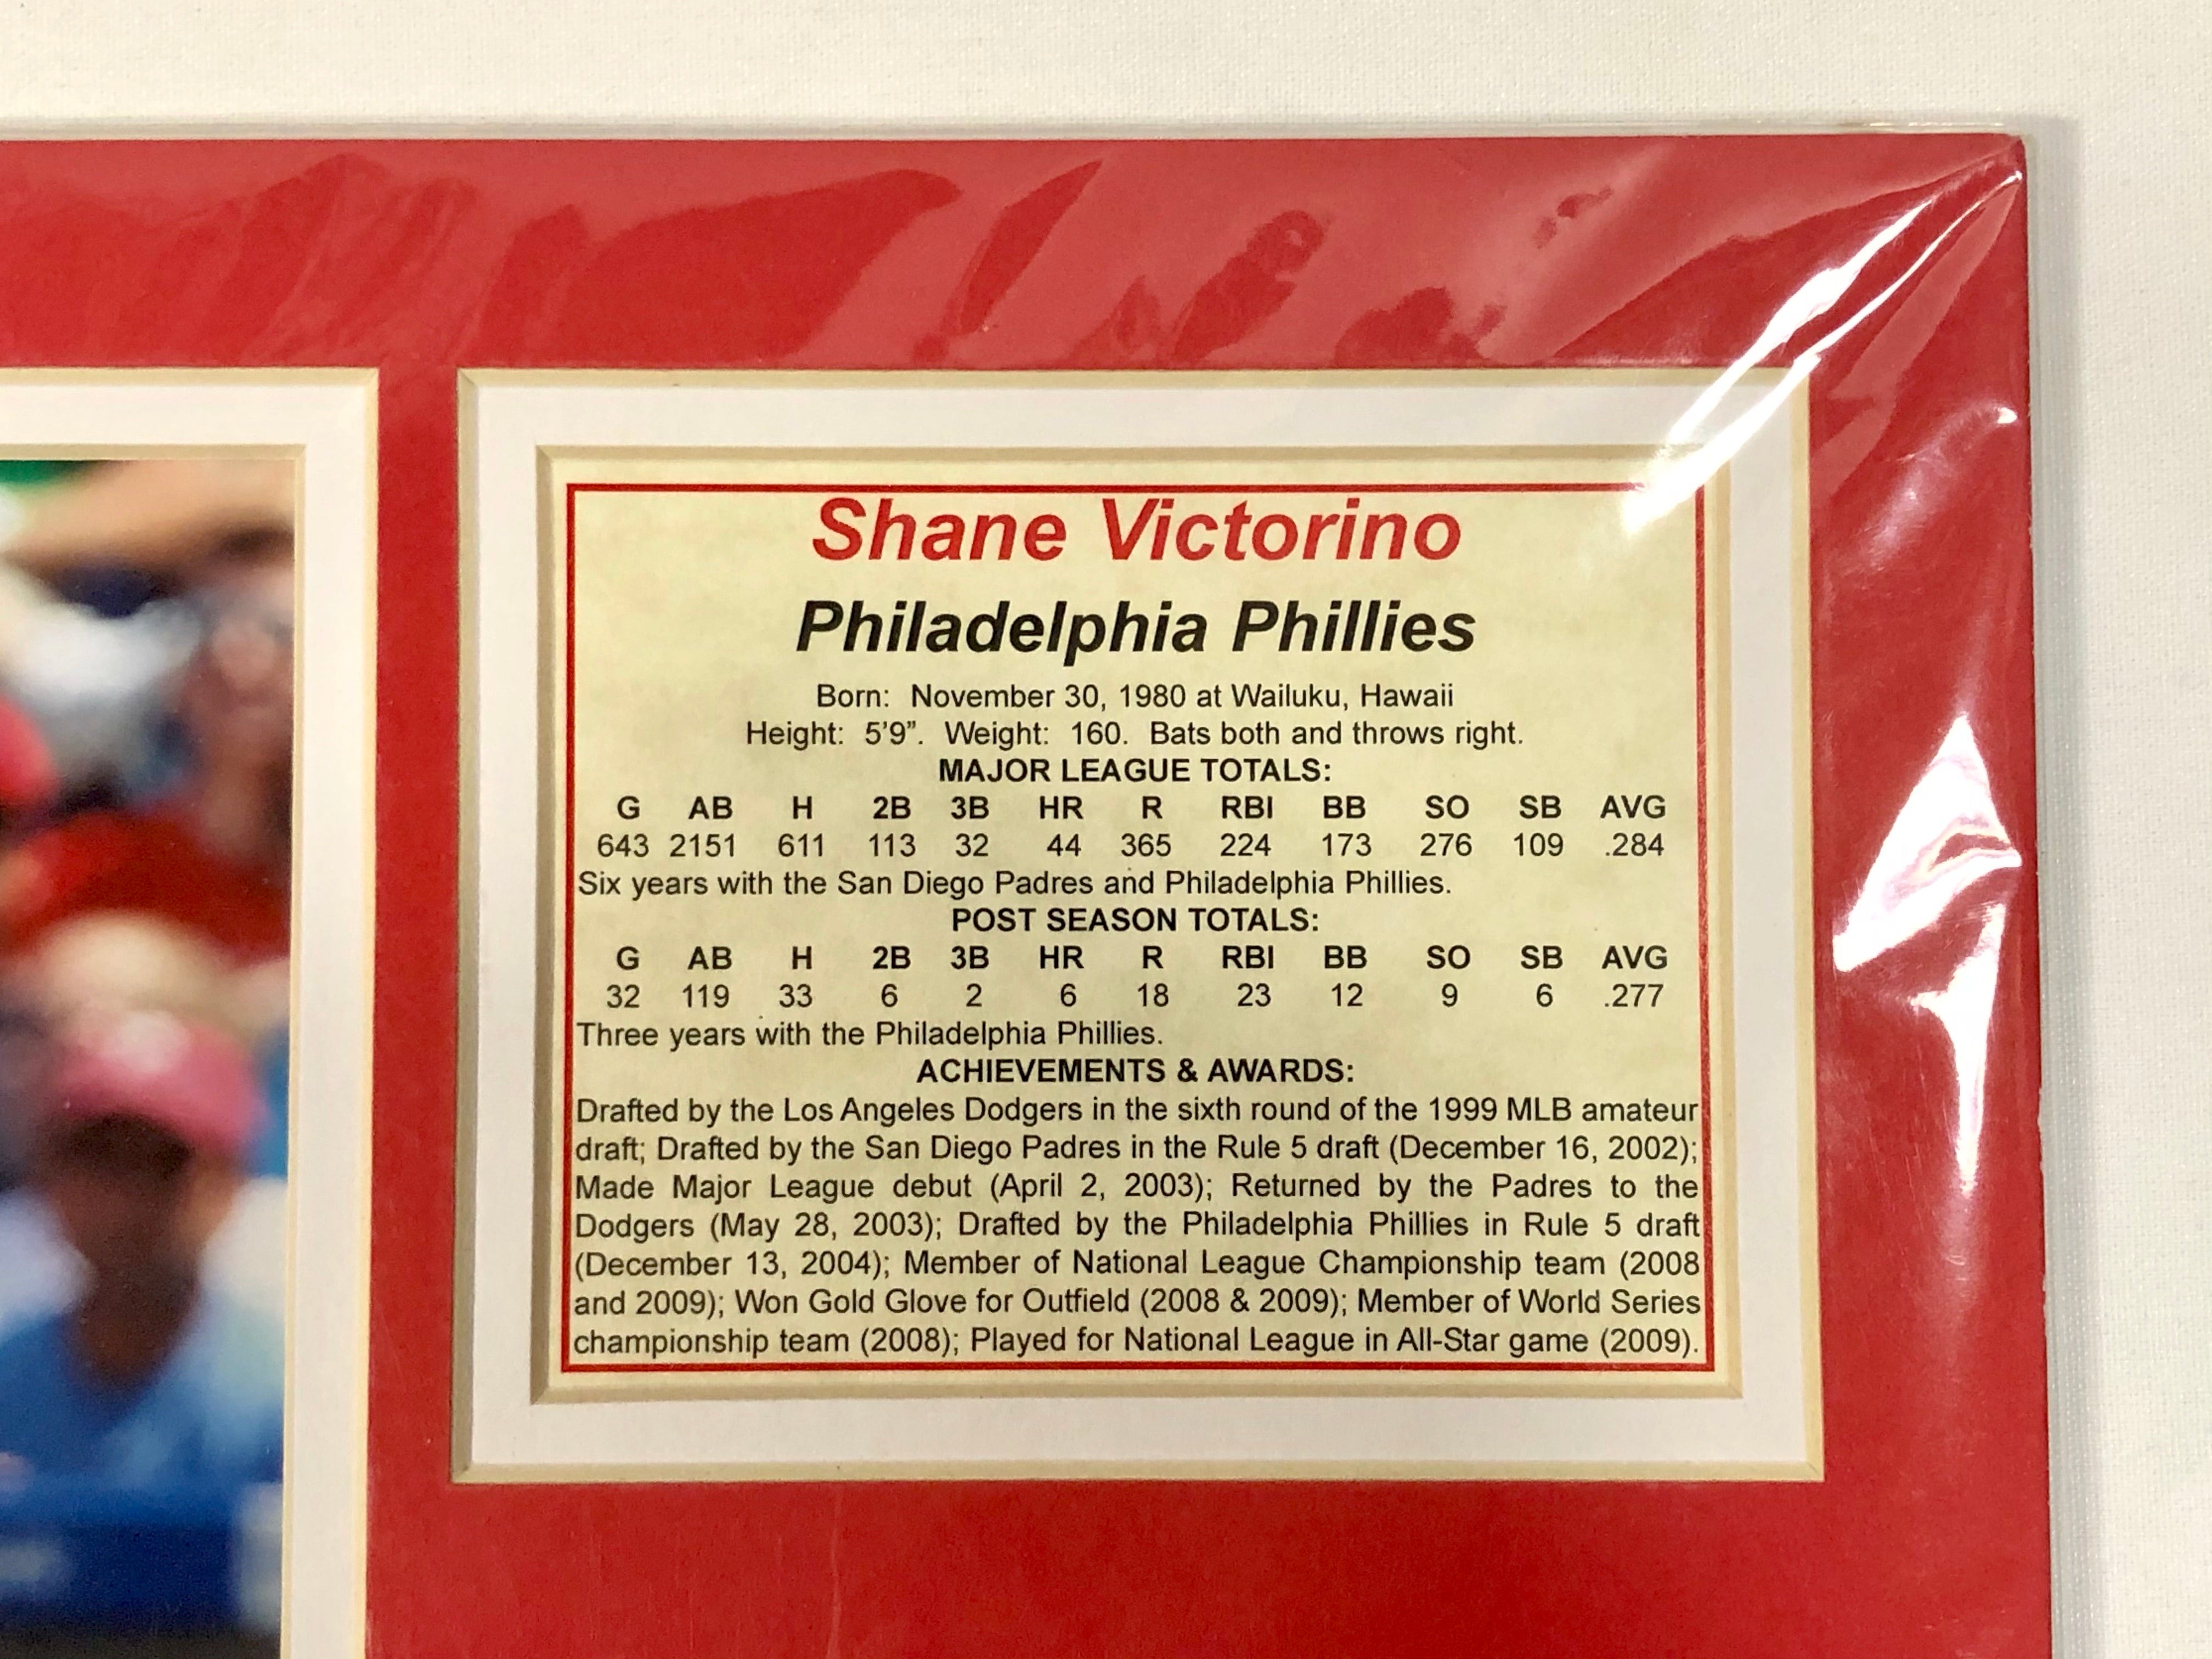 Shane Victorino
Philadelphia Phillies
Born: November 30, 1980 at Wailuku, Hawaii
Height: 5'9”. Weight: 160. Bats both and throws right.
MAJOR LEAGUE TOTALS:
G AB H 2B 3B HR R RBI BB SO SB AVG
643 2151 611 113 32 44 365 224 173 276 109 .284
Six years with the San Diego Padres and Philadelphia Phillies.
POST SEASON TOTALS:
G AB H 2B 3B HR R RBI BB SO SB AVG
32 119 33 6 2 6 18 23 12 9 6 .277
Three years with the Philadelphia Phillies.
ACHIEVEMENTS & AWARDS:
Drafted by the Los Angeles Dodgers in the sixth round of the 1999 MLB amateur
draft; Drafted by the San Diego Padres in the Rule 5 draft (December 16, 2002);
Made Major League debut (April 2, 2003); Returned by the Padres to the
Dodgers (May 28, 2003); Drafted by the Philadelphia Phillies in Rule 5 draft
(December 13, 2004); Member of National League Championship team (2008
and 2009); Won Gold Glove for Outfield (2008 & 2009); Member of World Series
championship team (2008); Played for National League in All-Star game (2009).